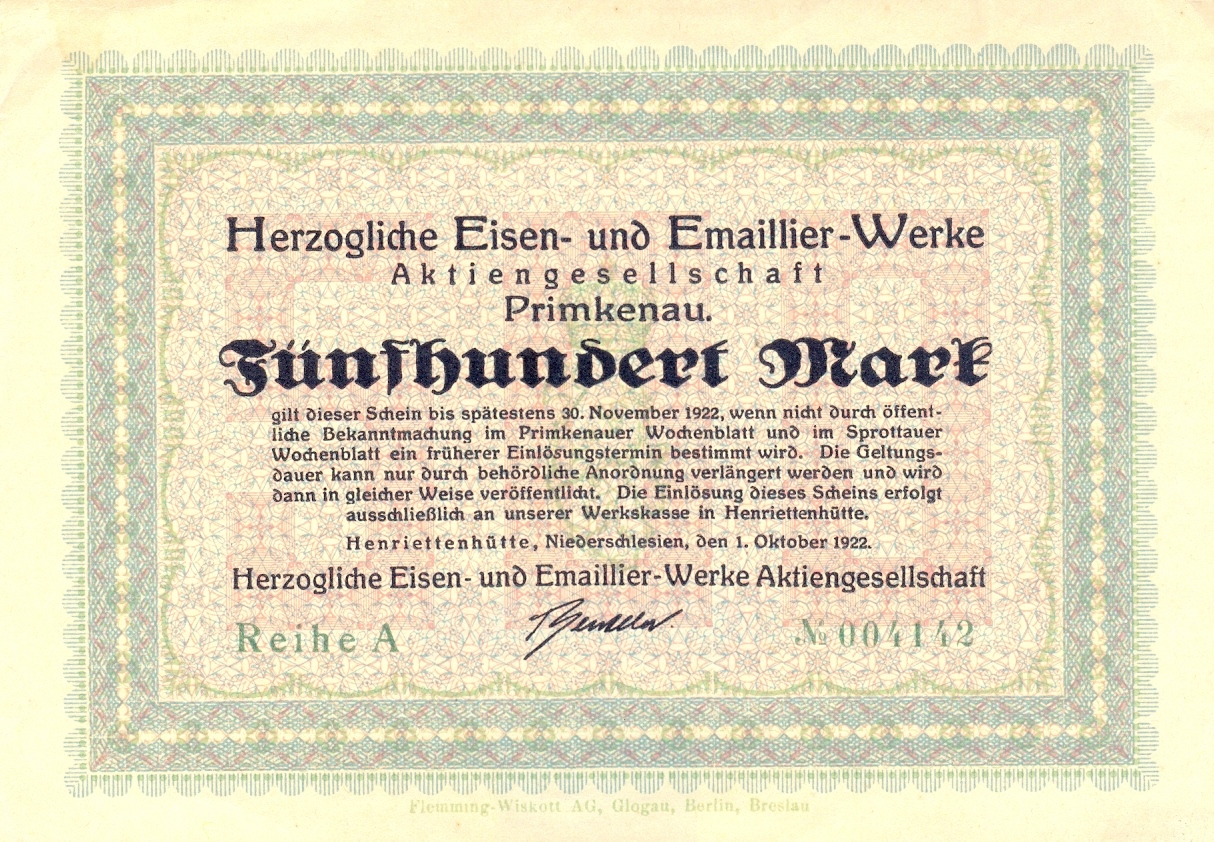 Herzogliche Eisen- und Emaillier-Werke
Aktiengesellschaft
Primkenau.
Fünfhundert Mark
gilt dieser Schein bis spätestens 30. November 1922, wenn nicht durch öffent-
liche Bekanntmachung im Primkenauer Wochenblatt und im Sprottauer
Wochenblatt ein früherer Einlösungstermin bestimmt wird. Die Geltungs-
dauer kann nur durch behördliche Anordnung verlängert werden und wird
dann in gleicher Weise veröffentlicht. Die Einlösung dieses Scheins erfolgt
ausschließlich an unserer Werkskasse in Henriettenhütte.
Henriettenhütte, Niederschlesien, den 1. Oktober 1922.
Herzogliche Eisen- und Emaillier-Werke Aktiengesellschaft
Reihe A № 004142
Flemming-Wiskott AG, Glogau, Berlin, Breslau